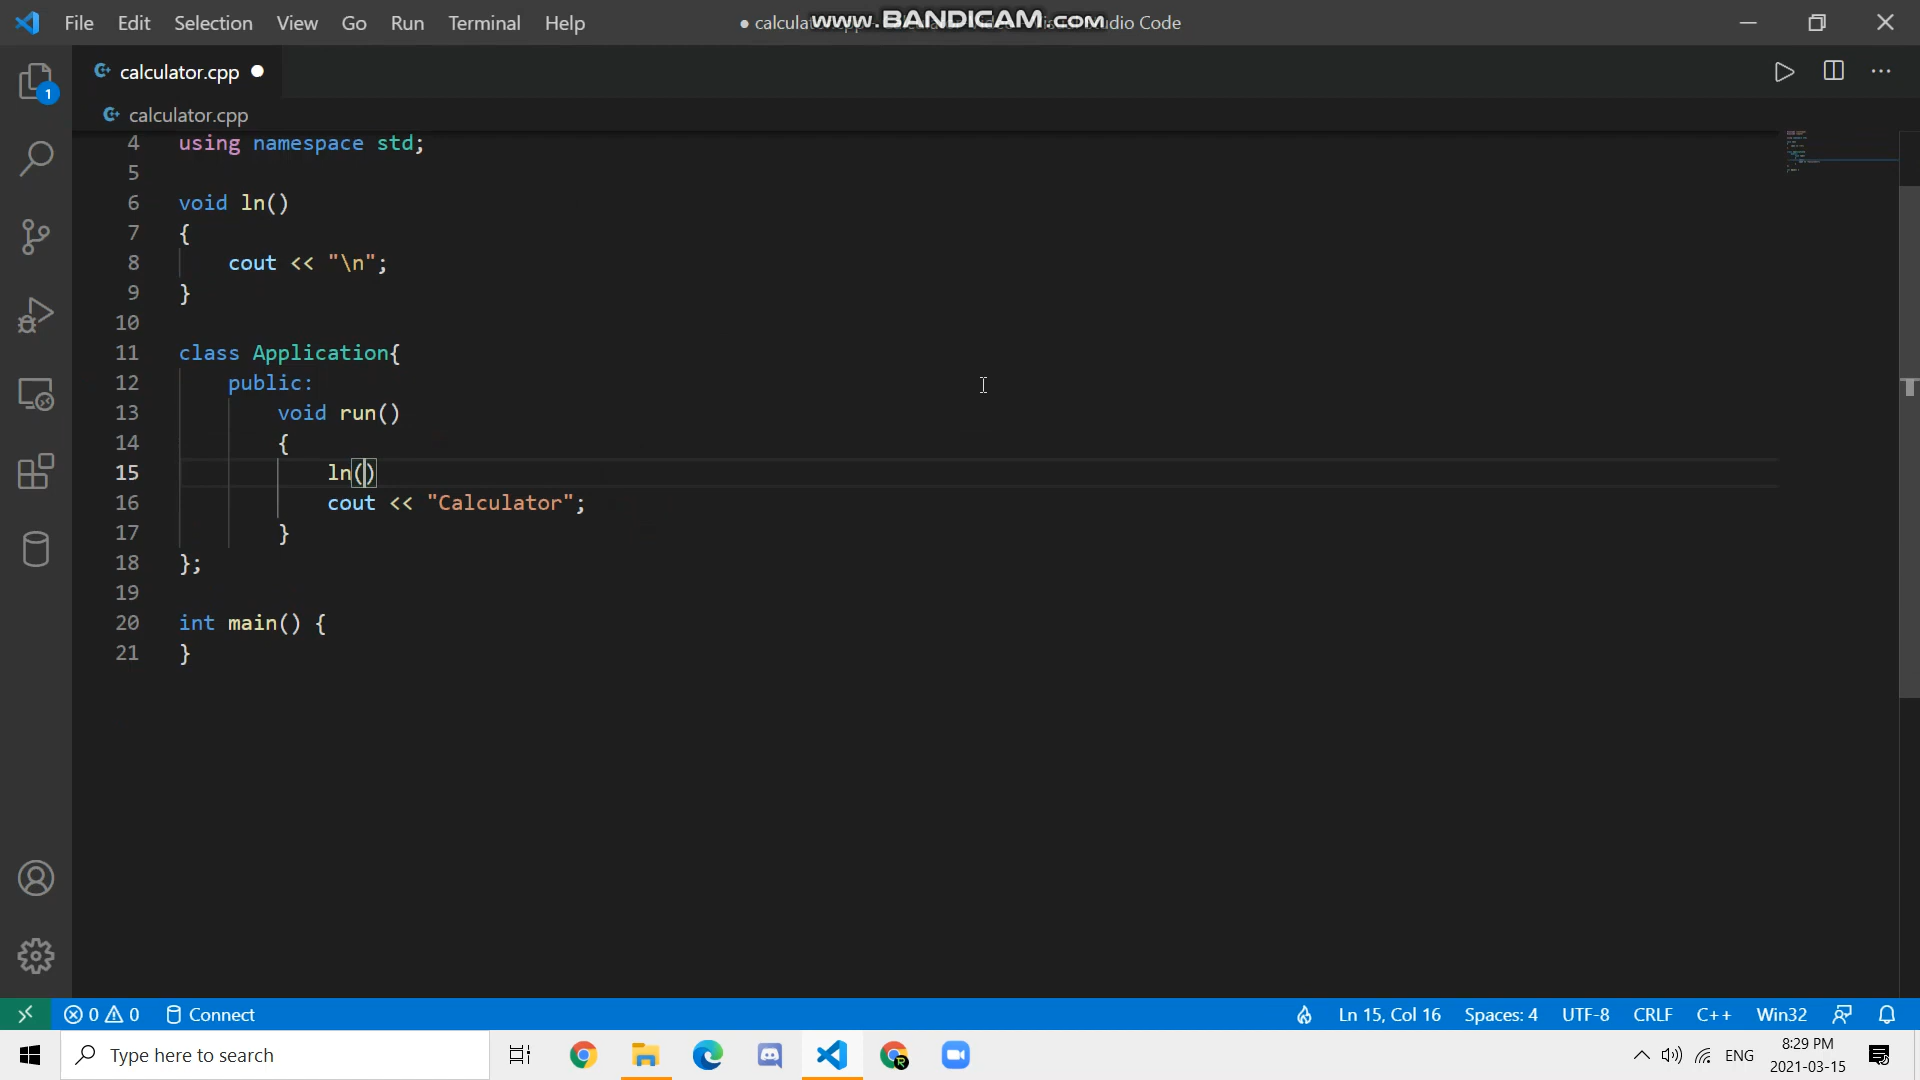 File Edit Selection View Go Run Terminal Help
www.BANDICAM.com
calculator.cpp
calculator.cpp
4 using namespace std;
5
6 void ln()
7 {
8 cout << "\n";
9 }
10
11 class Application{
12 public:
13 void run()
14 {
15 ln()
16 cout << "Calculator";
17 }
18 };
19
20 int main() {
21 }
1
0 0 Connect Ln 15, Col 16 Spaces: 4 UTF-8 CRLF C++ Win32
Type here to search ENG 8:29 PM
2021-03-15